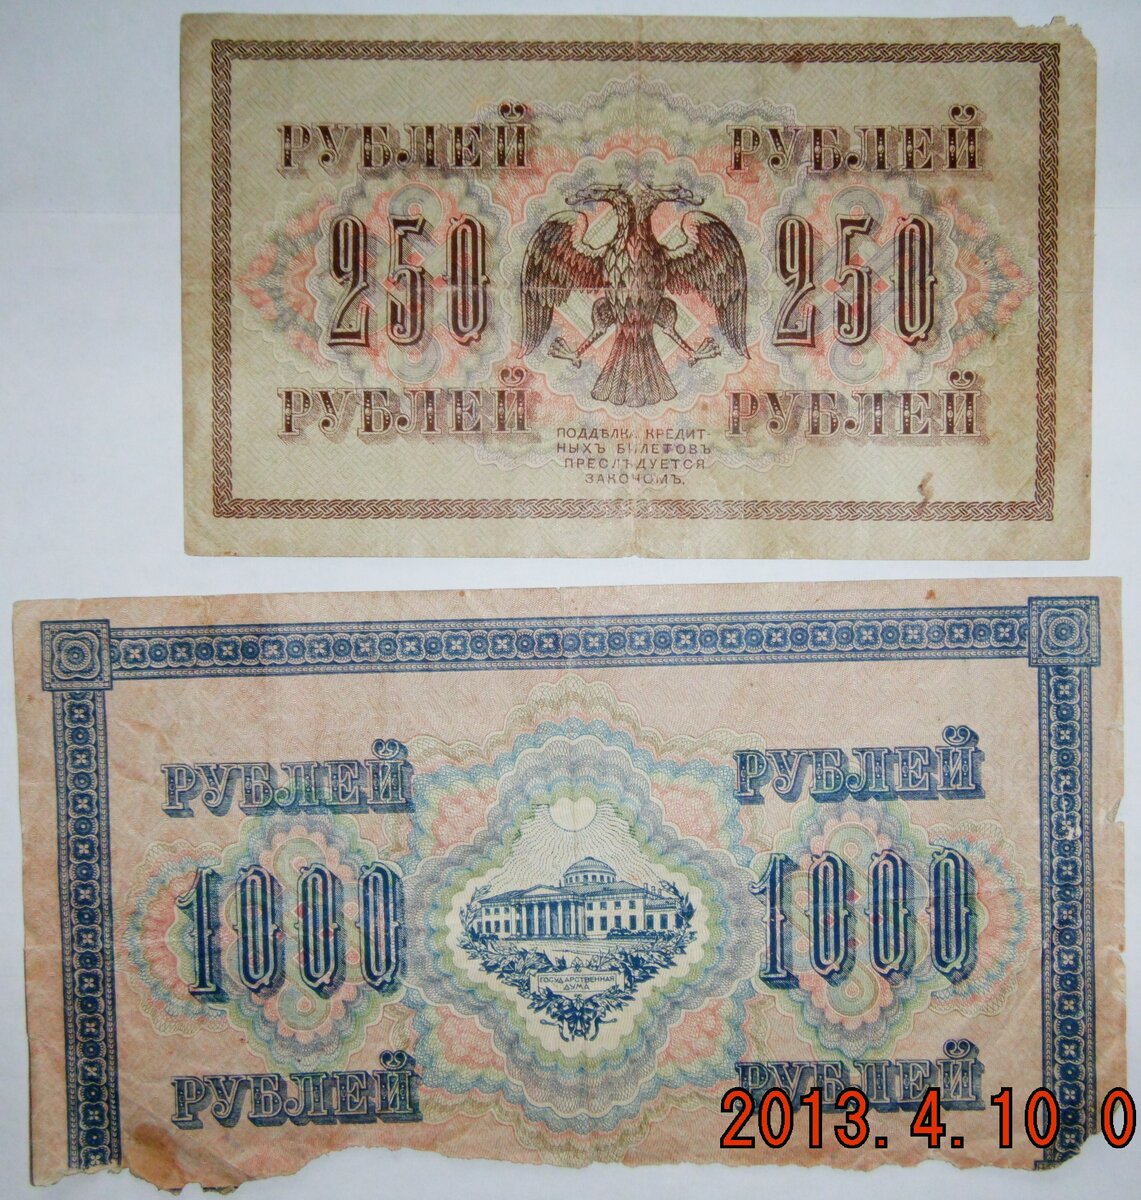 РУБЛЕЙ РУБЛЕЙ
250 250
РУБЛЕЙ РУБЛЕЙ
ПОДДѢЛКА КРЕДИТ-
НЫХЪ БИЛЕТОВЪ
ПРЕСЛѢДУЕТСЯ
ЗАКОНОМЪ.
РУБЛЕЙ РУБЛЕЙ
1000 1000
ГОСУДАРСТВЕННАЯ
ДУМА
РУБЛЕЙ РУБЛЕЙ
2013. 4. 10 0